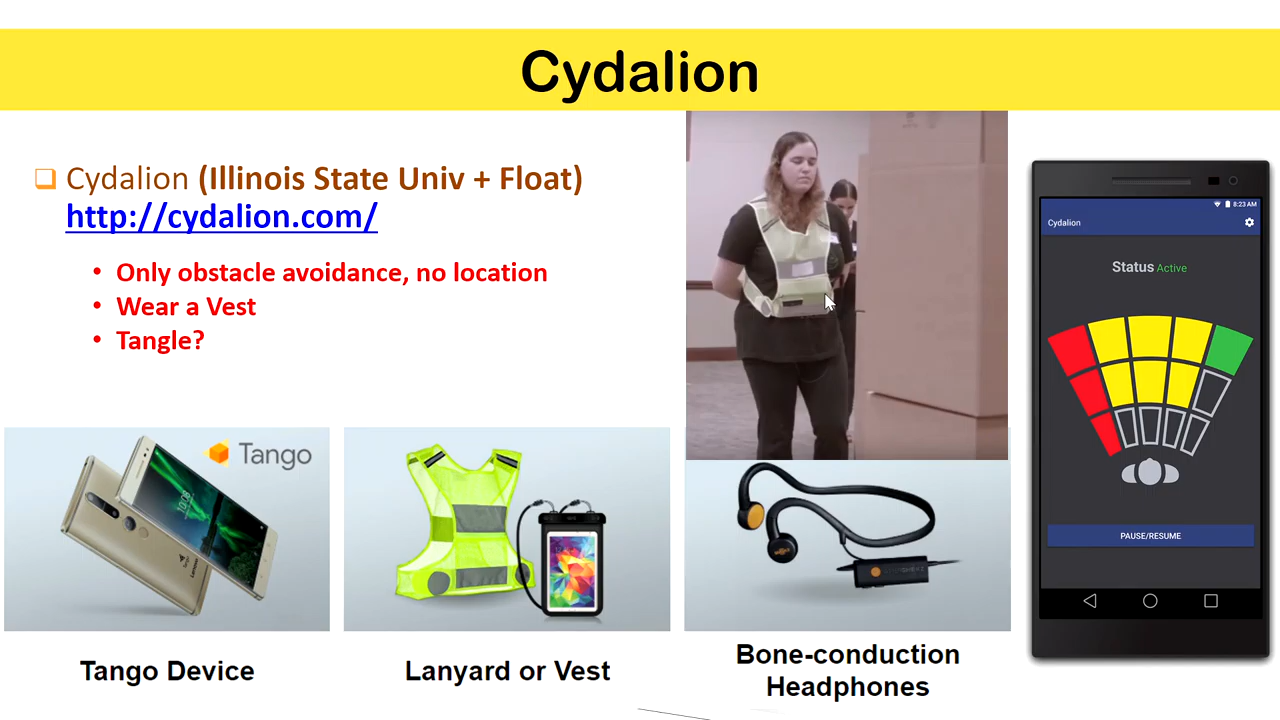 Cydalion
Cydalion (Illinois State Univ + Float)
http://cydalion.com/
Only obstacle avoidance, no location
Wear a Vest
Tangle?
8:23 AM
Cydalion
Status Active
PAUSE/RESUME
Tango
Tango Device
Lanyard or Vest
Bone-conduction
Headphones